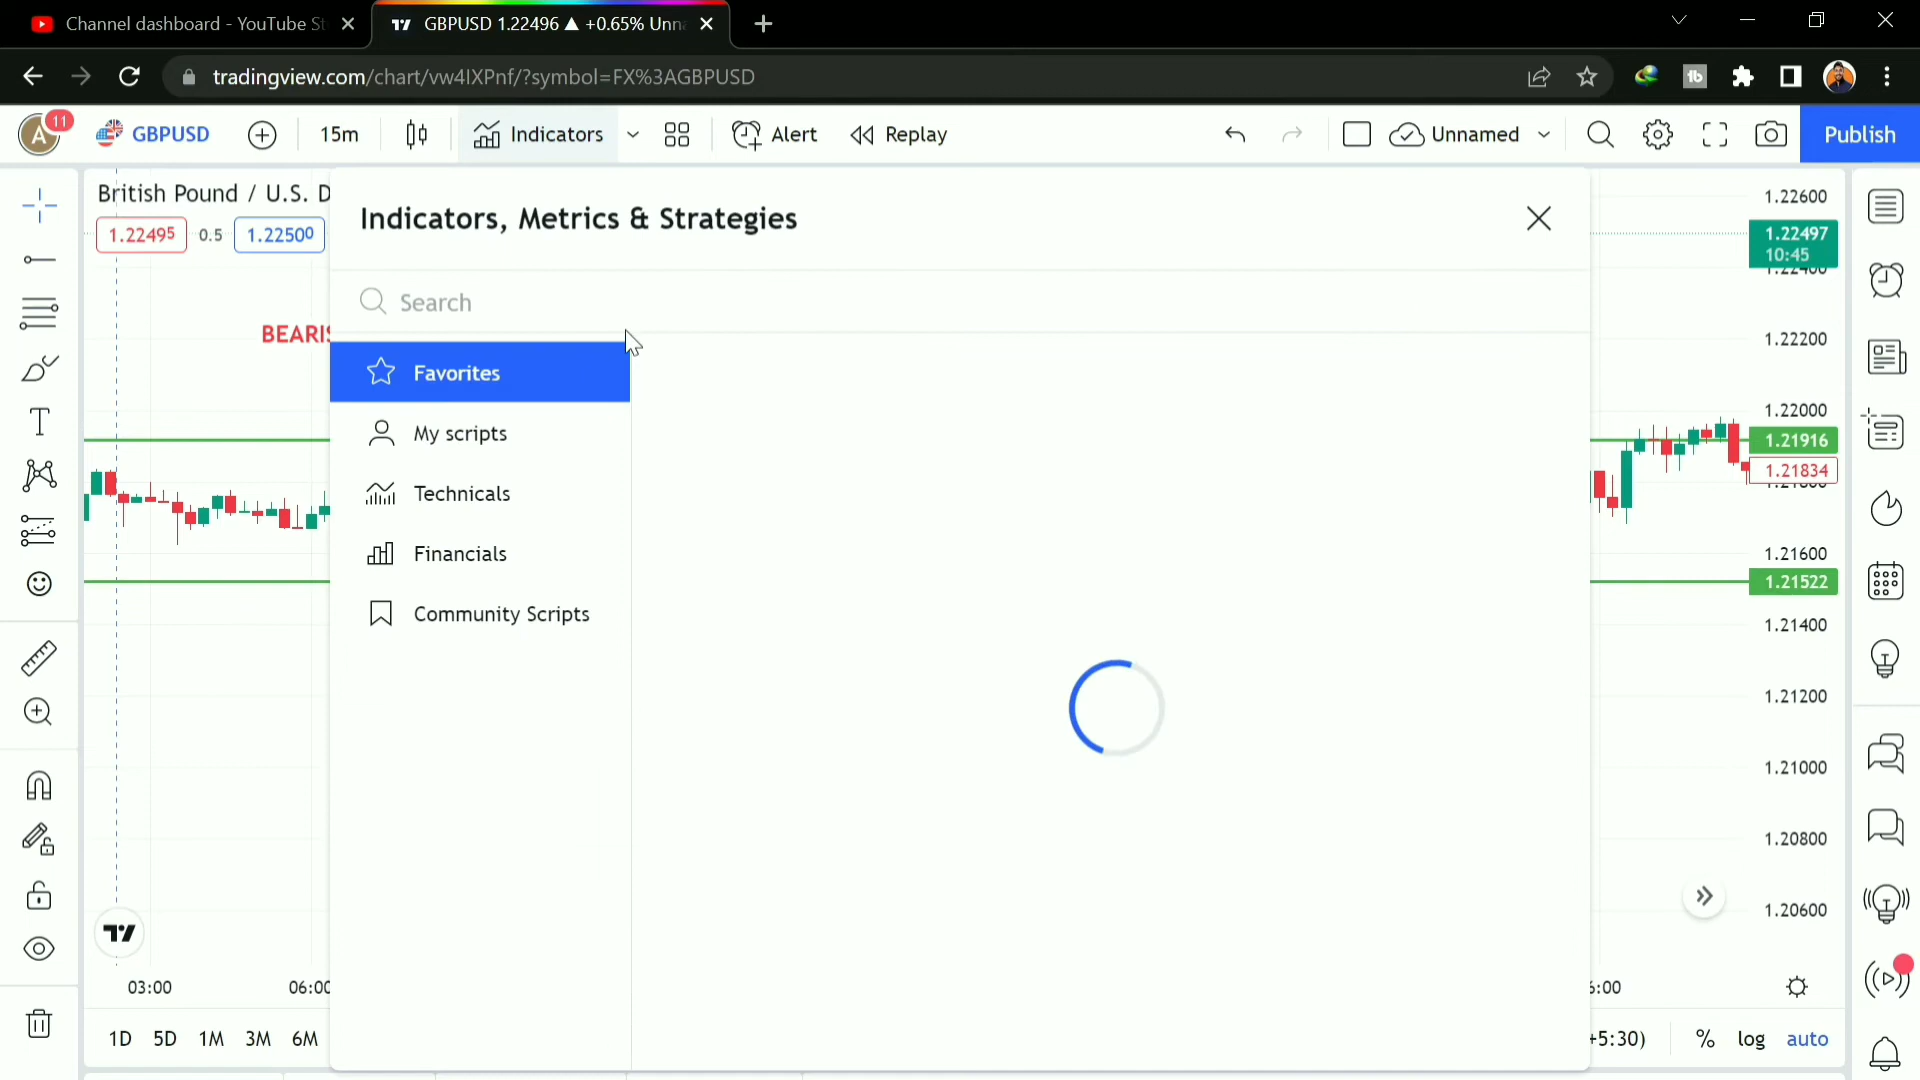 Channel dashboard - YouTube St
GBPUSD 1.22496 ▲ +0.65% Unna
tradingview.com/chart/vw4IXPnf/?symbol=FX%3AGBPUSD
A 11 GBPUSD 15m Indicators Alert Replay Unnamed Publish
British Pound / U.S. D
1.22495 0.5 1.22500
BEARIS
Indicators, Metrics & Strategies
Search
Favorites
My scripts
Technicals
Financials
Community Scripts
1.22600
1.22497
10:45
1.22400
1.22200
1.22000
1.21916
1.21834
1.21600
1.21522
1.21400
1.21200
1.21000
1.20800
1.20600
03:00 06:00
5:00
1D 5D 1M 3M 6M
+5:30) % log auto